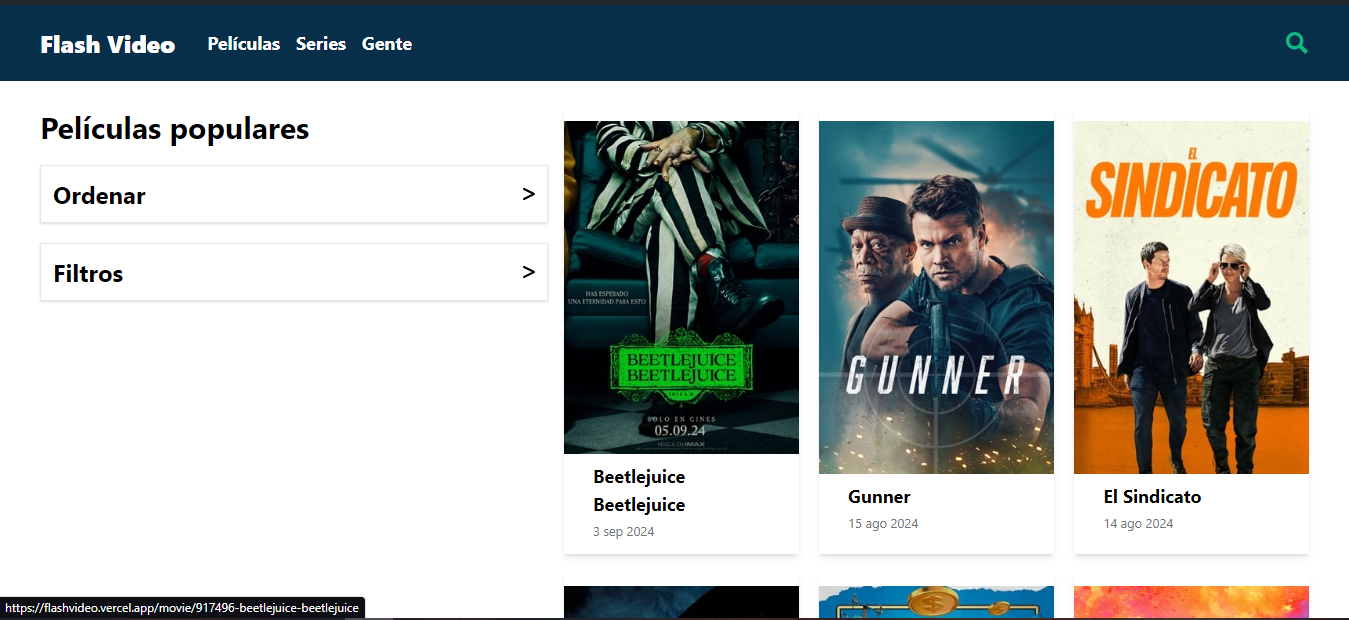 Flash Video
Películas
Series
Gente
Películas populares
Ordenar
>
Filtros
>
HAS ESPERADO
UNA ETERNIDAD PARA ESTO
BEETLEJUICE
BEETLEJUICE
SOLO EN CINES
05.09.24
VÍVELA EN IMAX
Beetlejuice
Beetlejuice
3 sep 2024
GUNNER
Gunner
15 ago 2024
EL
SINDICATO
El Sindicato
14 ago 2024
https://flashvideo.vercel.app/movie/917496-beetlejuice-beetlejuice